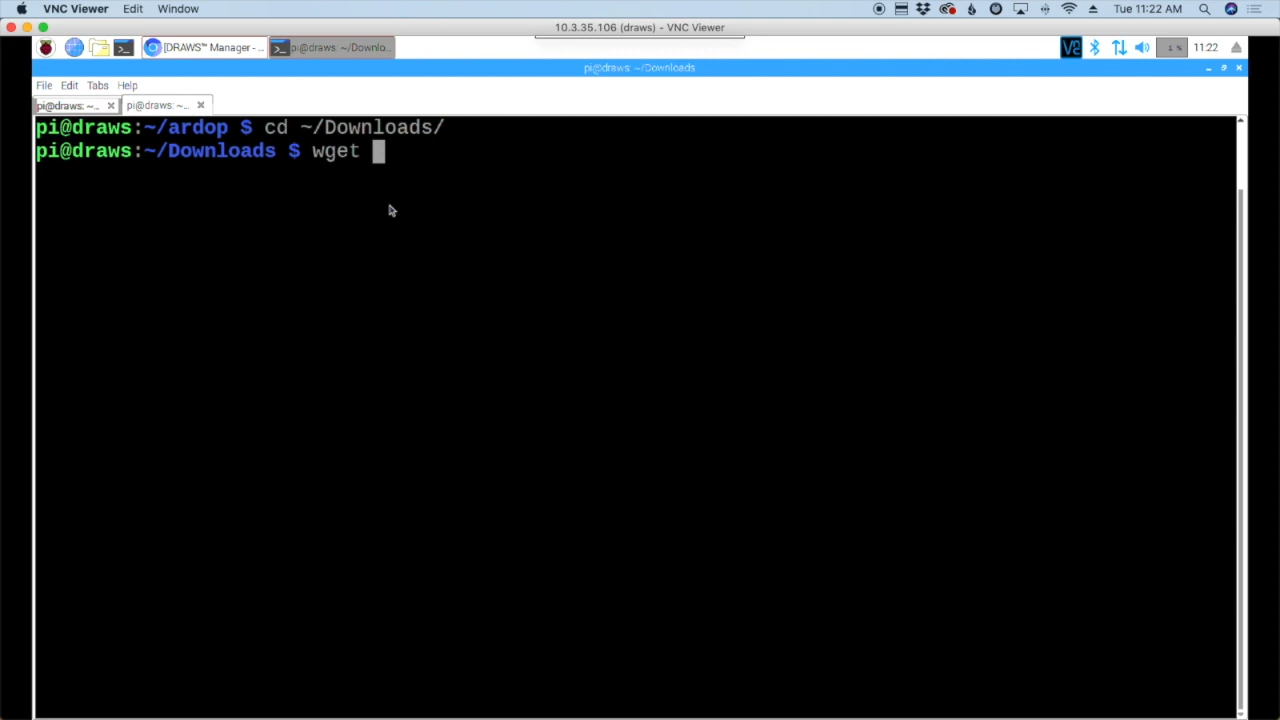 VNC Viewer Edit Window Tue 11:22 AM
10.3.35.106 (draws) - VNC Viewer
[DRAWS™ Manager - ... pi@draws: ~/Downlo... V2 1 % 11:22
pi@draws: ~/Downloads
File Edit Tabs Help
pi@draws: ~... pi@draws: ~...
pi@draws:~/ardop $ cd ~/Downloads/
pi@draws:~/Downloads $ wget